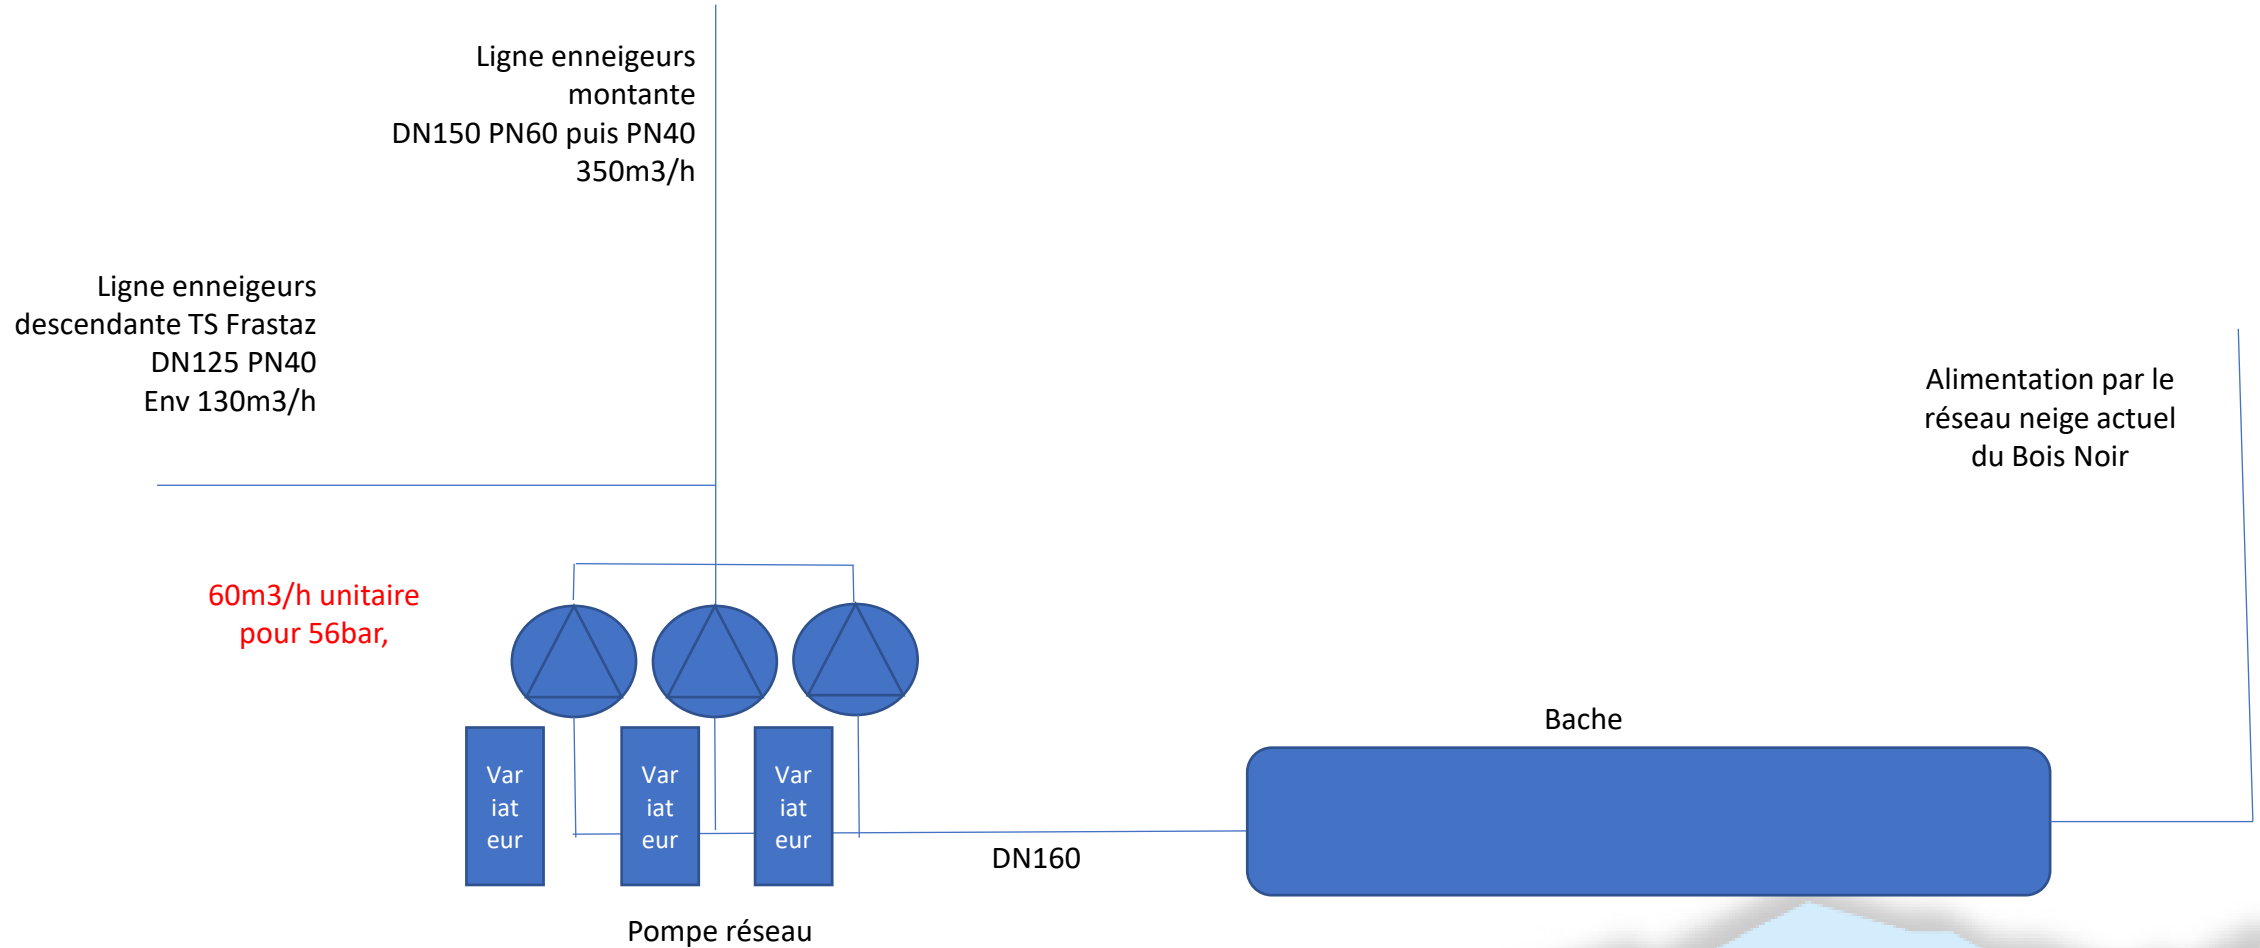 Ligne enneigeurs
montante
DN150 PN60 puis PN40
350m3/h
Ligne enneigeurs
descendante TS Frastaz
DN125 PN40
Env 130m3/h
Alimentation par le
réseau neige actuel
du Bois Noir
60m3/h unitaire
pour 56bar,
Bache
Var
iat
eur
Var
iat
eur
Var
iat
eur
DN160
Pompe réseau